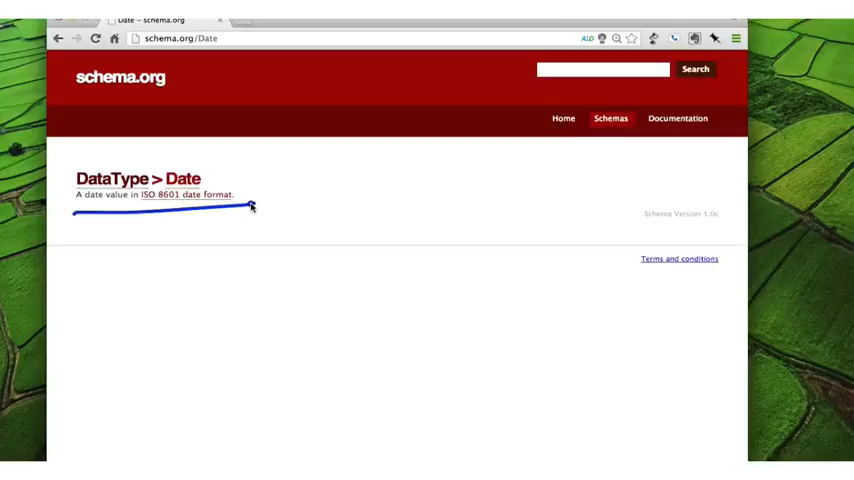 Date - schema.org
schema.org/Date
schema.org
Search
Home Schemas Documentation
DataType > Date
A date value in ISO 8601 date format.
Schema Version 1.0c
Terms and conditions